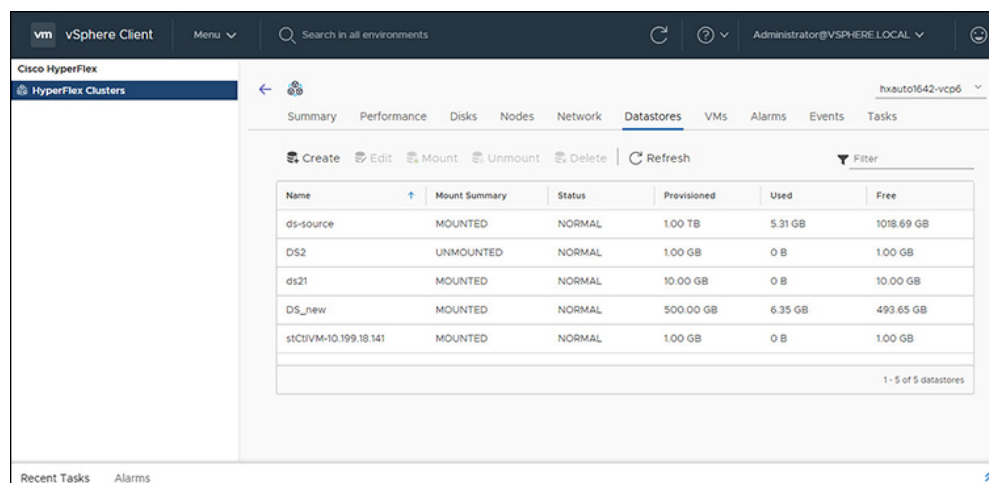 vm vSphere Client Menu Search in all environments Administrator@VSPHERE.LOCAL
Cisco HyperFlex
HyperFlex Clusters
hxauto1642-vcp6
Summary Performance Disks Nodes Network Datastores VMs Alarms Events Tasks
Create Edit Mount Unmount Delete Refresh Filter
Name Mount Summary Status Provisioned Used Free
ds-source MOUNTED NORMAL 1.00 TB 5.31 GB 1018.69 GB
DS2 UNMOUNTED NORMAL 1.00 GB 0 B 1.00 GB
ds21 MOUNTED NORMAL 10.00 GB 0 B 10.00 GB
DS_new MOUNTED NORMAL 500.00 GB 6.35 GB 493.65 GB
stCtlVM-10.199.18.141 MOUNTED NORMAL 1.00 GB 0 B 1.00 GB
1 - 5 of 5 datastores
Recent Tasks Alarms